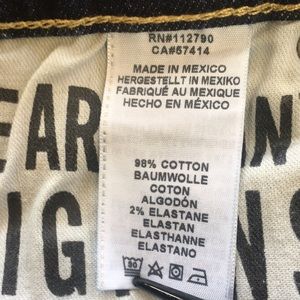 RN#112790
CA#57414
MADE IN MEXICO
HERGESTELLT IN MEXIKO
FABRIQUÉ AU MEXIQUE
HECHO EN MÉXICO
98% COTTON
BAUMWOLLE
COTON
ALGODÓN
2% ELASTANE
ELASTAN
ELASTHANNE
ELASTANO